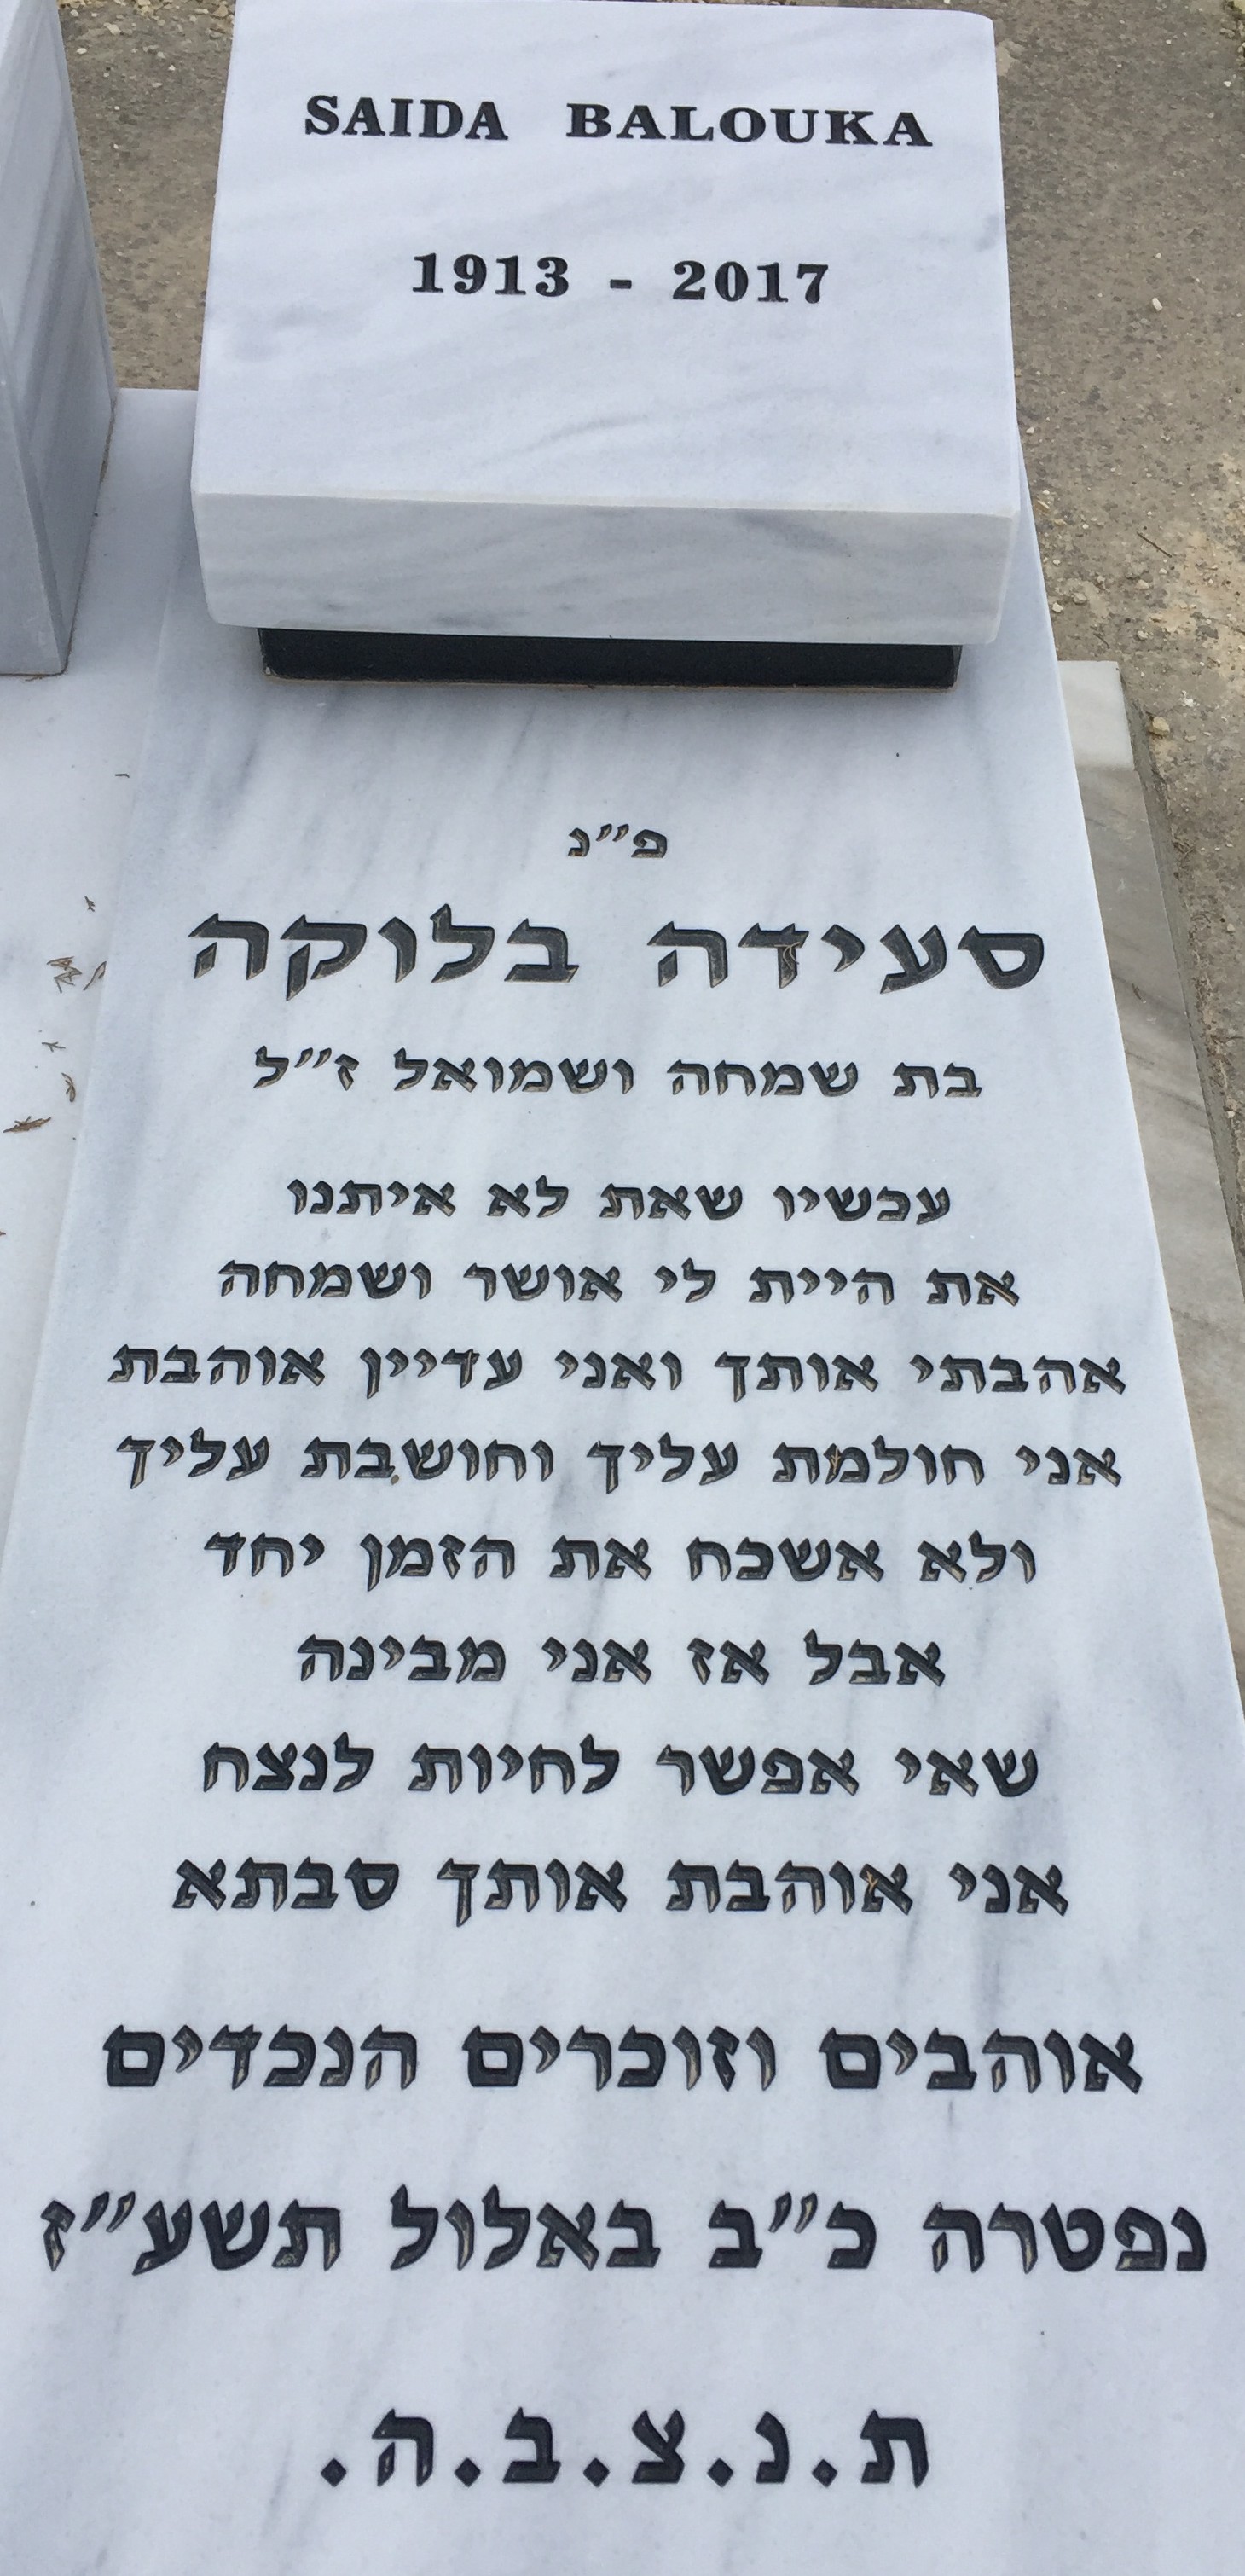 SAIDA BALOUKA
1913 - 2017
פ״נ
סעידה בלוקה
בת שמחה ושמואל ז״ל
עכשיו שאת לא איתנו
את היית לי אושר ושמחה
אהבתי אותך ואני עדיין אוהבת
אני חולמת עליך וחושבת עליך
ולא אשכח את הזמן יחד
אבל אז אני מבינה
שאי אפשר לחיות לנצח
אני אוהבת אותך סבתא
אוהבים וזוכרים הנכדים
נפטרה כ״ב באלול תשע״ז
ת.נ.צ.ב.ה.